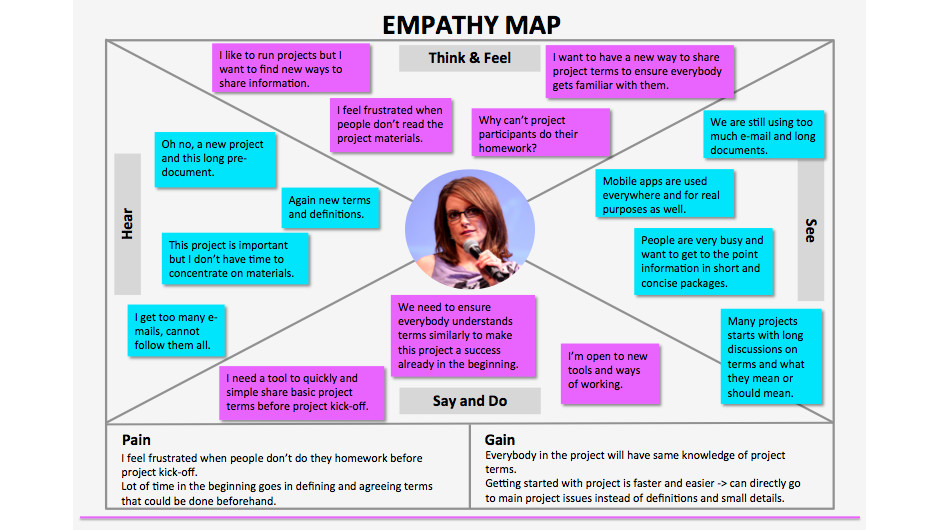 EMPATHY MAP
Think & Feel
I like to run projects but I
want to find new ways to
share information.
I feel frustrated when
people don't read the
project materials.
Why can't project
participants do their
homework?
I want to have a new way to share
project terms to ensure everybody
gets familiar with them.
Hear
Oh no, a new project
and this long pre-
document.
Again new terms
and definitions.
This project is important
but I don't have time to
concentrate on materials.
I get too many e-
mails, cannot
follow them all.
See
We are still using too
much e-mail and long
documents.
Mobile apps are used
everywhere and for real
purposes as well.
People are very busy and
want to get to the point
information in short and
concise packages.
Many projects
starts with long
discussions on
terms and what
they mean or
should mean.
We need to ensure
everybody understands
terms similarly to make
this project a success
already in the beginning.
I'm open to new
tools and ways
of working.
I need a tool to quickly and
simple share basic project
terms before project kick-off.
Say and Do
Pain
I feel frustrated when people don't do they homework before
project kick-off.
Lot of time in the beginning goes in defining and agreeing terms
that could be done beforehand.
Gain
Everybody in the project will have same knowledge of project
terms.
Getting started with project is faster and easier -> can directly go
to main project issues instead of definitions and small details.